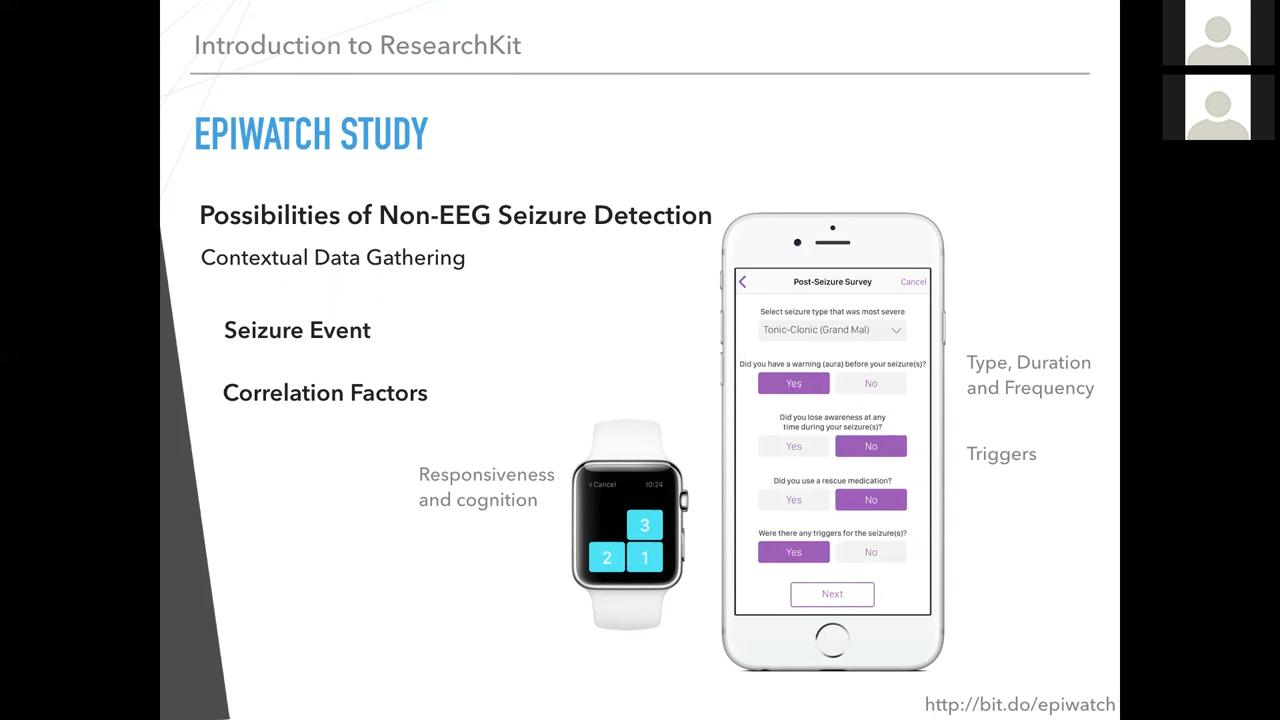 Introduction to ResearchKit
EPIWATCH STUDY
Possibilities of Non-EEG Seizure Detection
Contextual Data Gathering
Seizure Event
Correlation Factors
Responsiveness
and cognition
< Cancel 10:24
3
2 1
Post-Seizure Survey Cancel
Select seizure type that was most severe
Tonic-Clonic (Grand Mal)
Did you have a warning (aura) before your seizure(s)?
Yes No
Did you lose awareness at any
time during your seizure(s)?
Yes No
Did you use a rescue medication?
Yes No
Were there any triggers for the seizure(s)?
Yes No
Next
Type, Duration
and Frequency
Triggers
http://bit.do/epiwatch